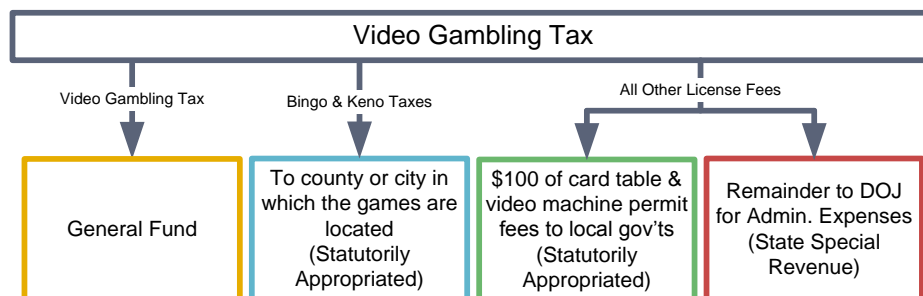 Video Gambling Tax
Video Gambling Tax
Bingo & Keno Taxes
All Other License Fees
General Fund
To county or city in
which the games are
located
(Statutorily
Appropriated)
$100 of card table &
video machine permit
fees to local gov'ts
(Statutorily
Appropriated)
Remainder to DOJ
for Admin. Expenses
(State Special
Revenue)